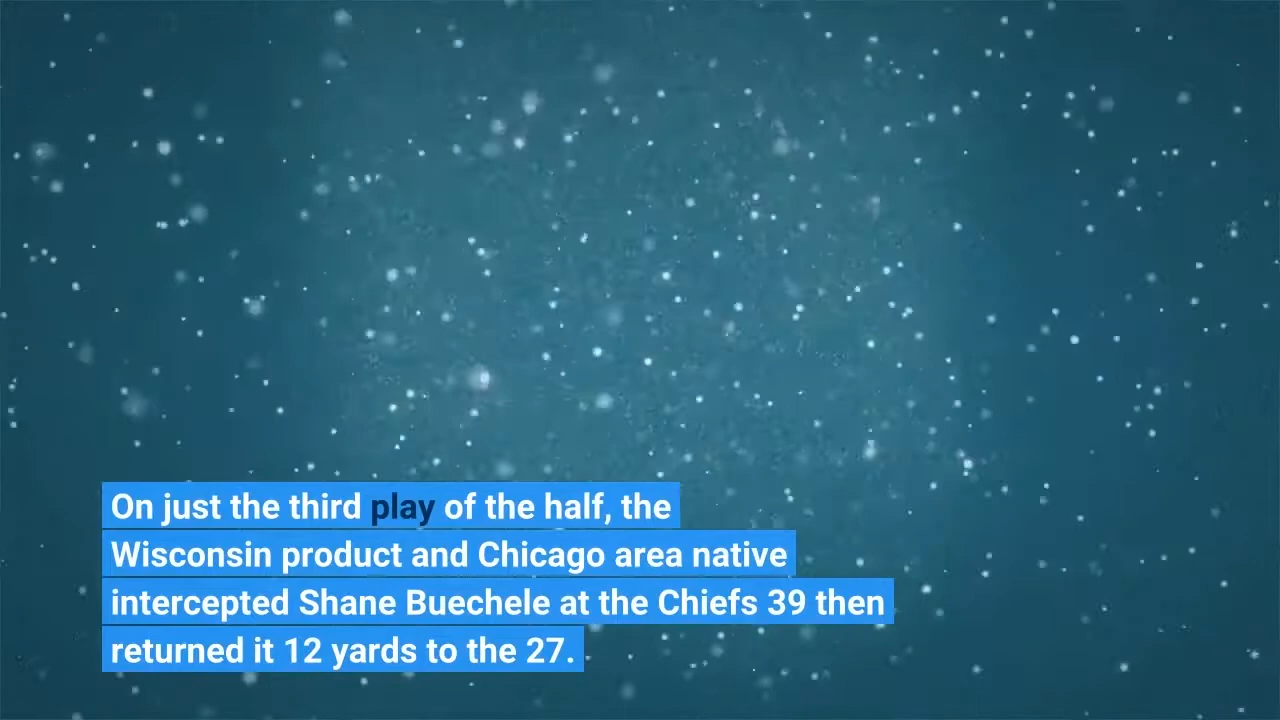 On just the third play of the half, the
Wisconsin product and Chicago area native
intercepted Shane Buechele at the Chiefs 39 then
returned it 12 yards to the 27.